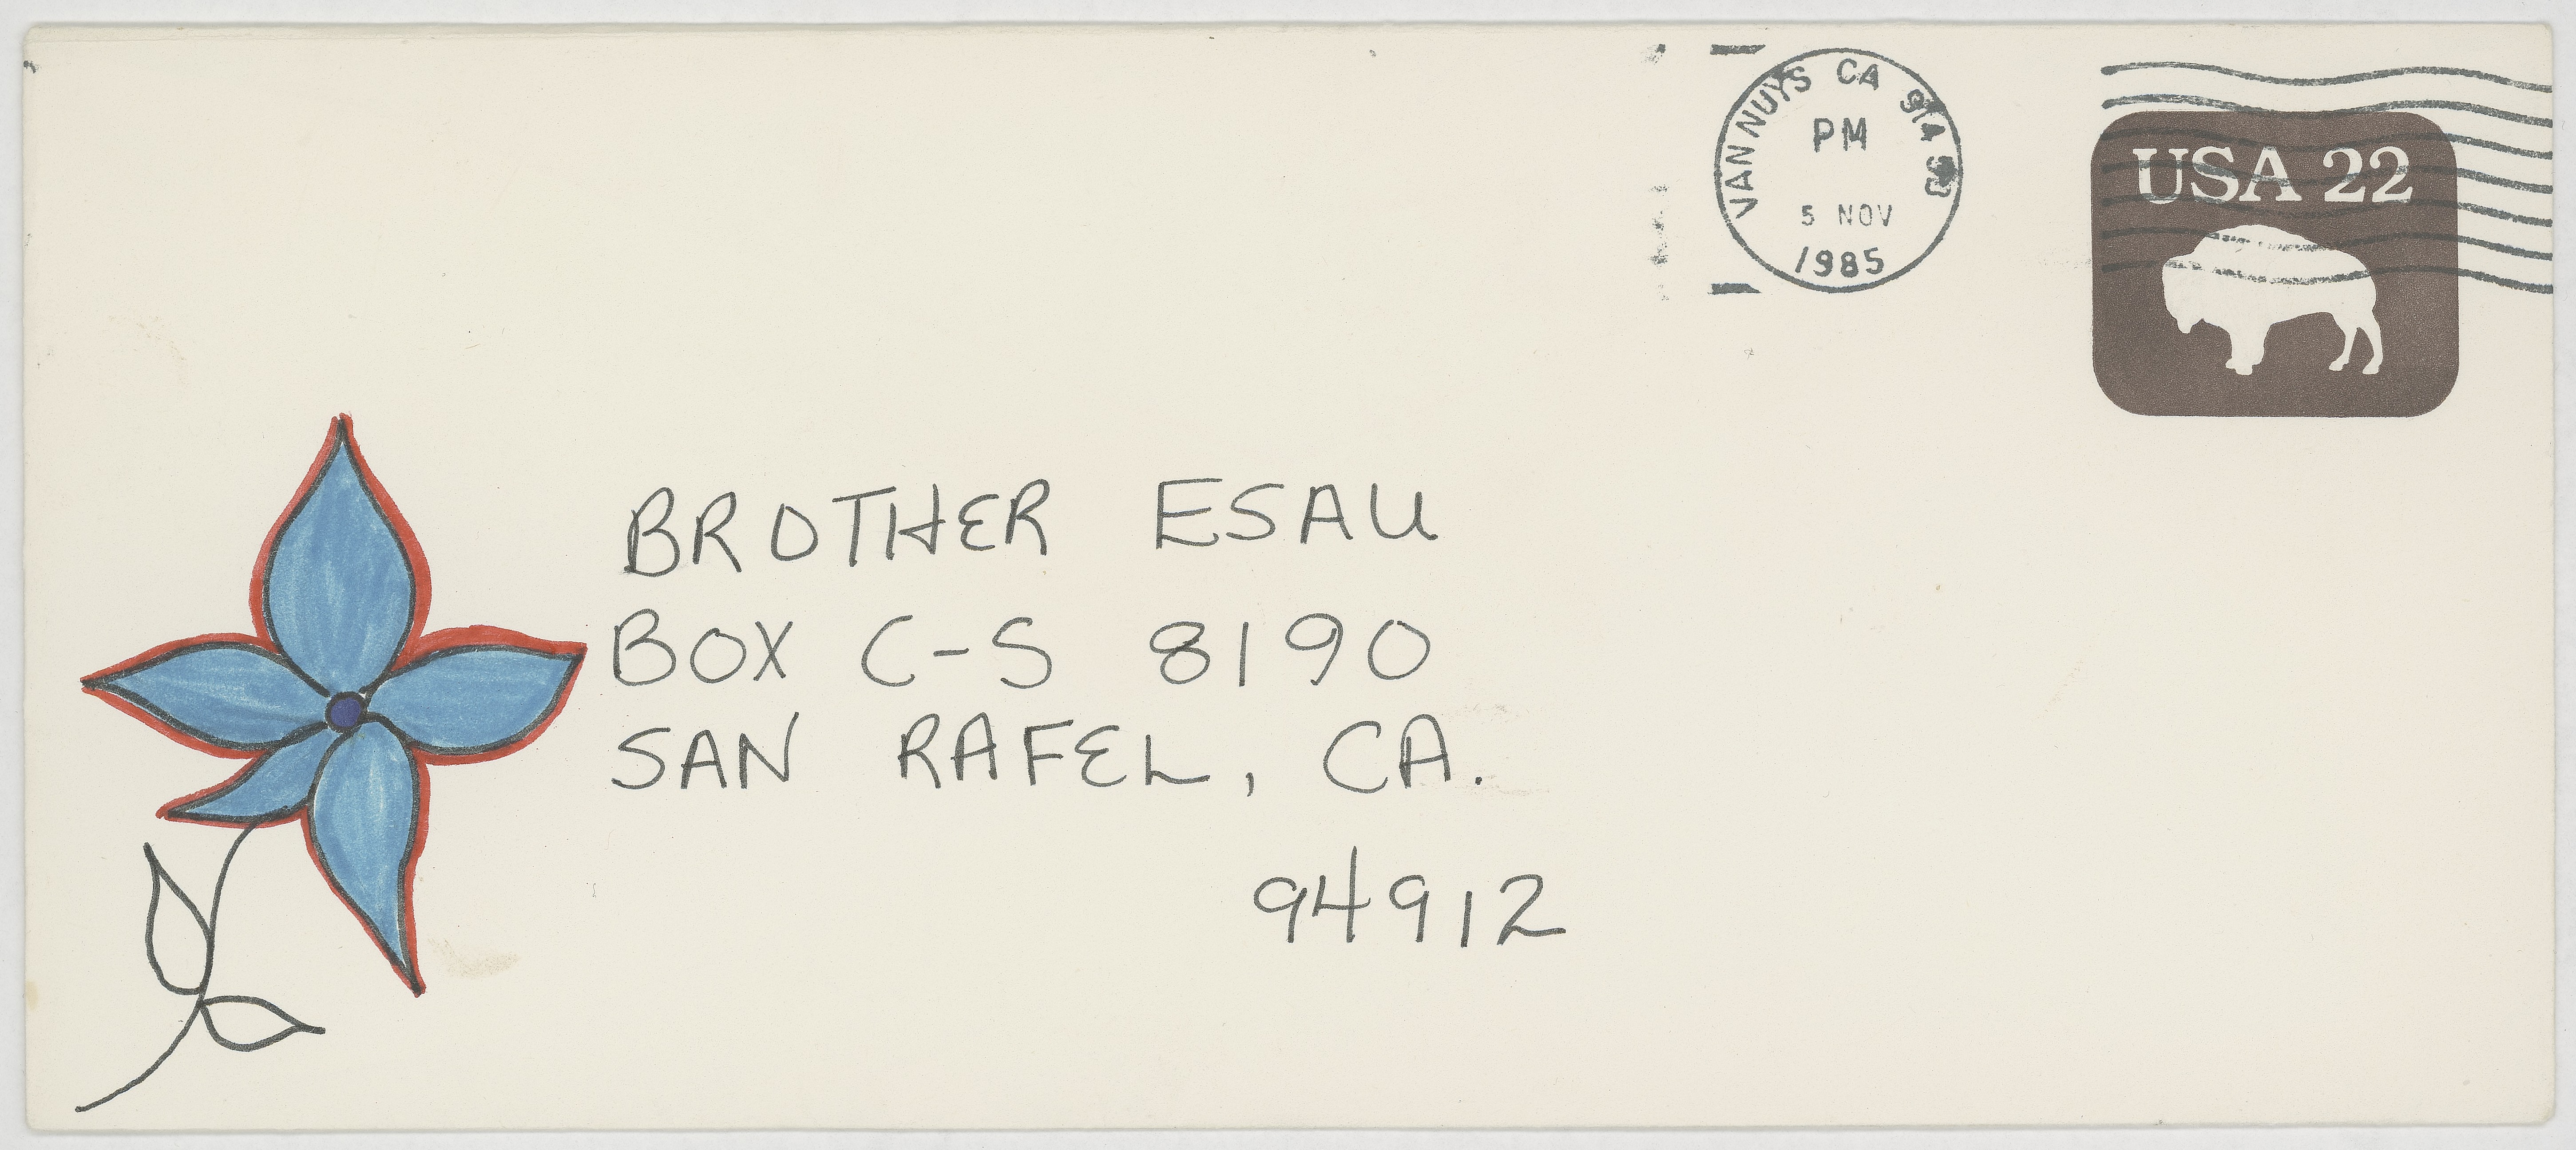 VAN NUYS CA
PM
5 NOV
1985
USA 22
BROTHER ESAU
BOX C-S 8190
SAN RAFEL, CA.
94912